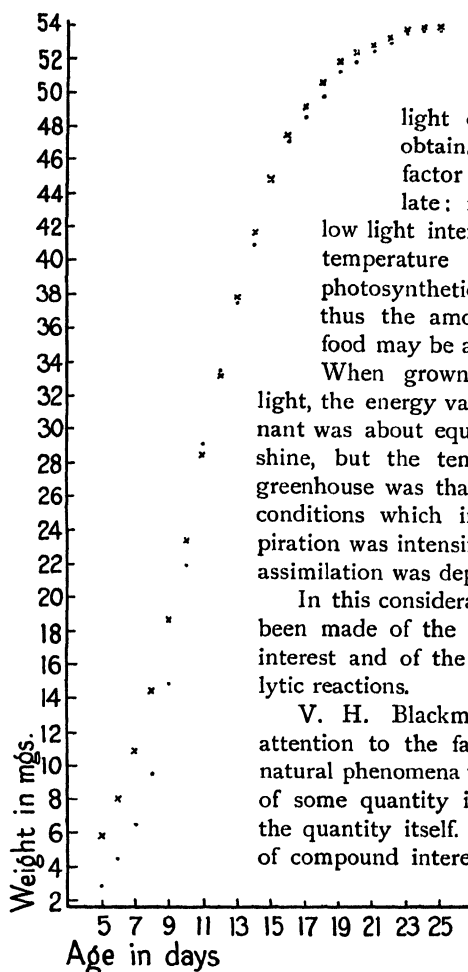 54
52
50
48
46
44
42
40
38
36
34
32
30
28
26
24
22
20
18
16
14
12
10
8
6
4
2
Weight in mgs.
5 7 9 11 13 15 17 19 21 23 25
Age in days
light
obtain
factor
late:
low light inte
temperature
photosynthetic
thus the amo
food may be a
When grown
light, the energy va
nant was about equ
shine, but the ten
greenhouse was tha
conditions which in
piration was intensi
assimilation was dep
In this considera
been made of the
interest and of the
lytic reactions.
V. H. Blackm
attention to the fa
natural phenomena
of some quantity i
the quantity itself.
of compound intere